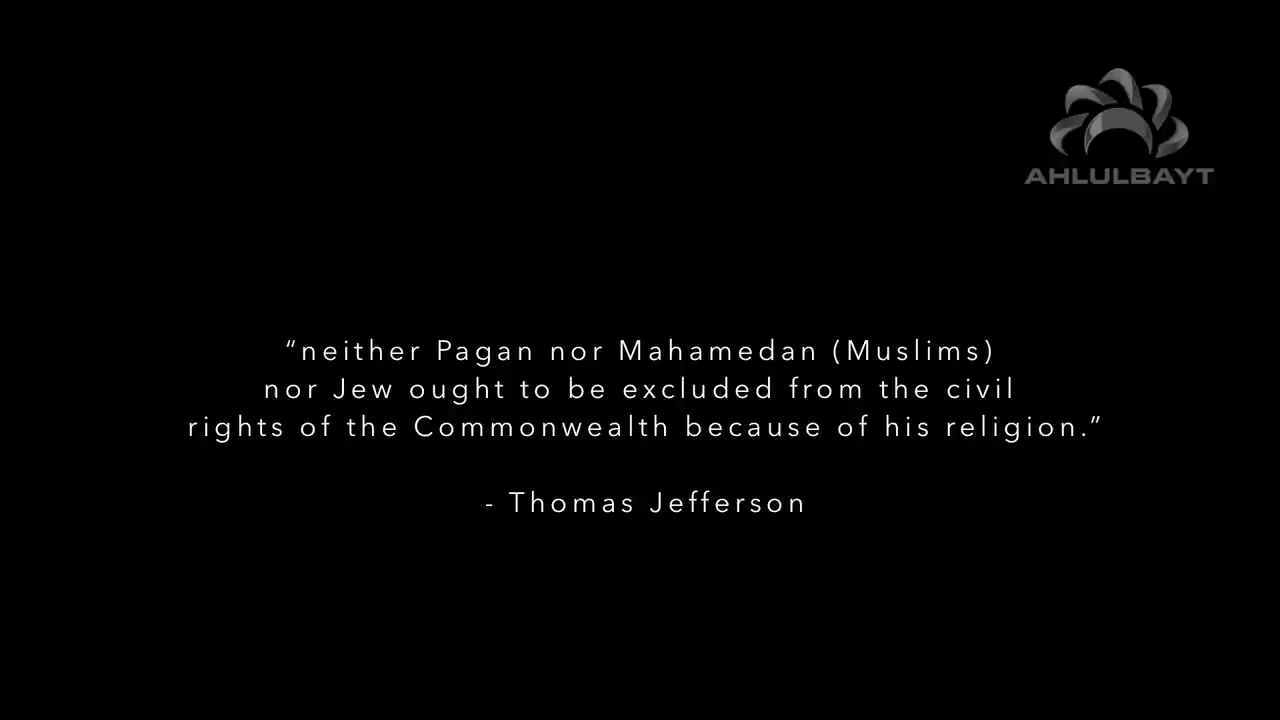 AHLULBAYT
“neither Pagan nor Mahamedan (Muslims)
nor Jew ought to be excluded from the civil
rights of the Commonwealth because of his religion.”
- Thomas Jefferson